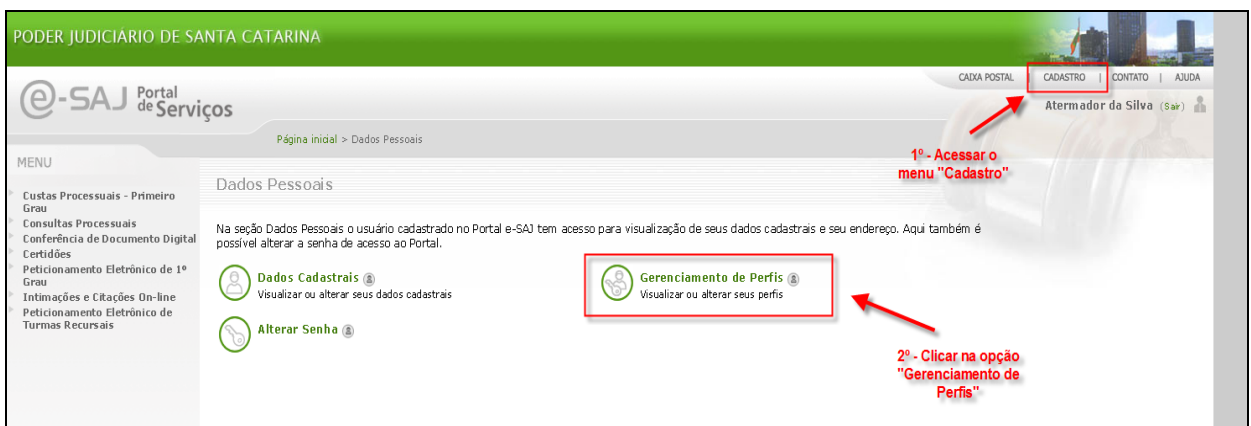 PODER JUDICIÁRIO DE SANTA CATARINA
CAIXA POSTAL | CADASTRO | CONTATO | AJUDA
e-SAJ Portal de Serviços
Atermador da Silva (Sair)
Página inicial > Dados Pessoais
1º - Acessar o
menu "Cadastro"
MENU
Custas Processuais - Primeiro
Grau
Consultas Processuais
Conferência de Documento Digital
Certidões
Peticionamento Eletrônico de 1º
Grau
Intimações e Citações On-line
Peticionamento Eletrônico de
Turmas Recursais
Dados Pessoais
Na seção Dados Pessoais o usuário cadastrado no Portal e-SAJ tem acesso para visualização de seus dados cadastrais e seu endereço. Aqui também é
possível alterar a senha de acesso ao Portal.
Dados Cadastrais
Visualizar ou alterar seus dados cadastrais
Gerenciamento de Perfis
Visualizar ou alterar seus perfis
Alterar Senha
2º - Clicar na opção
"Gerenciamento de
Perfis"